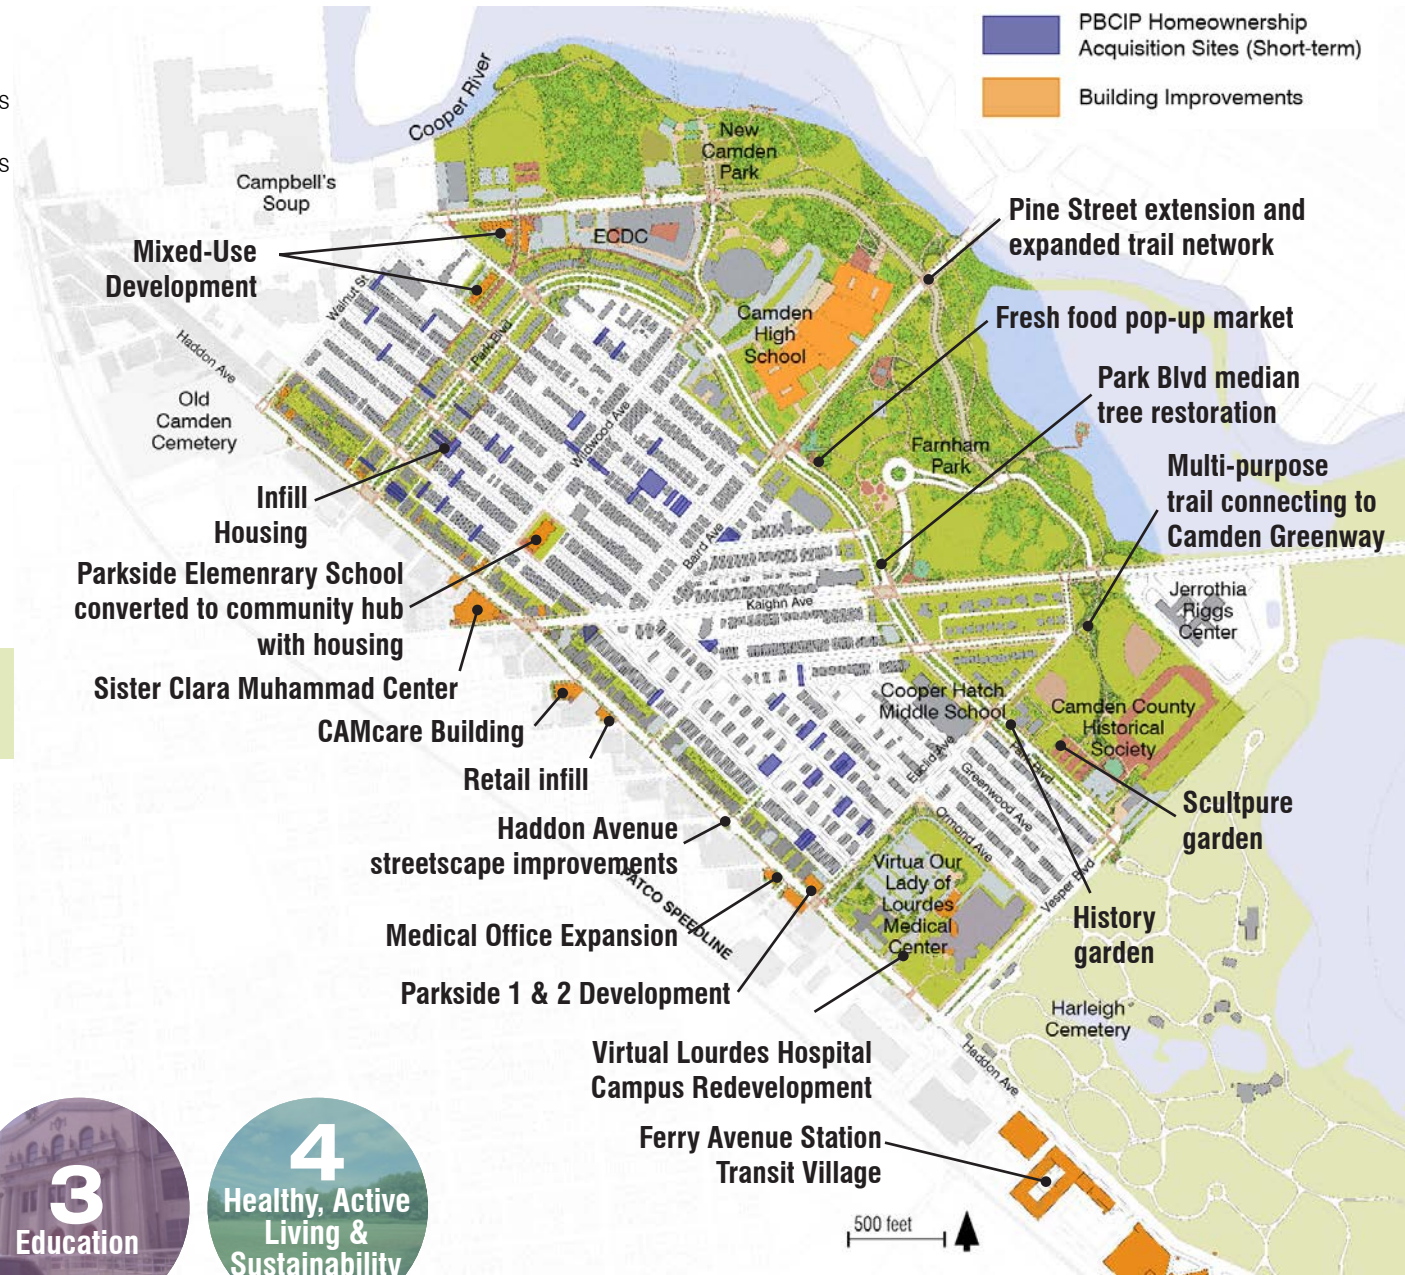 PBCIP Homeownership
Acquisition Sites (Short-term)
Building Improvements
s
s
Cooper River
New
Camden
Park
Campbell's
Soup
ECDC
Mixed-Use
Development
Pine Street extension and
expanded trail network
Walnut St.
Park Blvd
Haddon Ave
Camden
High
School
Fresh food pop-up market
Park Blvd median
tree restoration
Old
Camden
Cemetery
Wildwood Ave
Farnham
Park
Multi-purpose
trail connecting to
Camden Greenway
Infill
Housing
Baird Ave
Parkside Elemenrary School
converted to community hub
with housing
Kaighn Ave
Jerrothia
Riggs
Center
Sister Clara Muhammad Center
CAMcare Building
Cooper Hatch
Middle School
Camden County
Historical
Society
Retail infill
Euclid Ave
Park Blvd
Greenwood Ave
Ormond Ave
Scultpure
garden
Haddon Avenue
streetscape improvements
PATCO SPEEDLINE
Virtua Our
Lady of
Lourdes
Medical
Center
Vesper Blvd
History
garden
Medical Office Expansion
Parkside 1 & 2 Development
Harleigh
Cemetery
Virtual Lourdes Hospital
Campus Redevelopment
Haddon Ave
Ferry Avenue Station
Transit Village
500 feet
3
Education
4
Healthy, Active
Living &
Sustainability